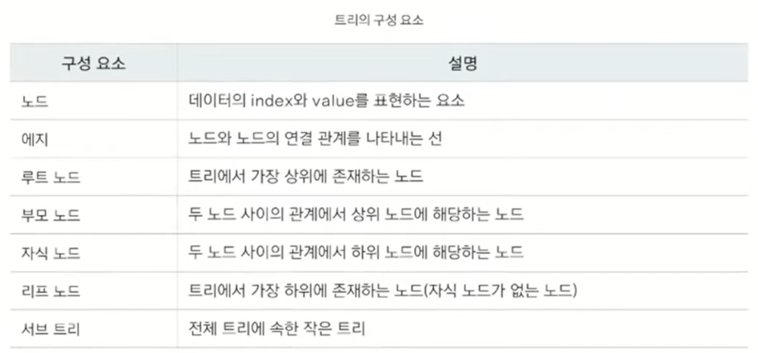 트리의 구성 요소
구성 요소 설명
노드 데이터의 index와 value를 표현하는 요소
에지 노드와 노드의 연결 관계를 나타내는 선
루트 노드 트리에서 가장 상위에 존재하는 노드
부모 노드 두 노드 사이의 관계에서 상위 노드에 해당하는 노드
자식 노드 두 노드 사이의 관계에서 하위 노드에 해당하는 노드
리프 노드 트리에서 가장 하위에 존재하는 노드(자식 노드가 없는 노드)
서브 트리 전체 트리에 속한 작은 트리